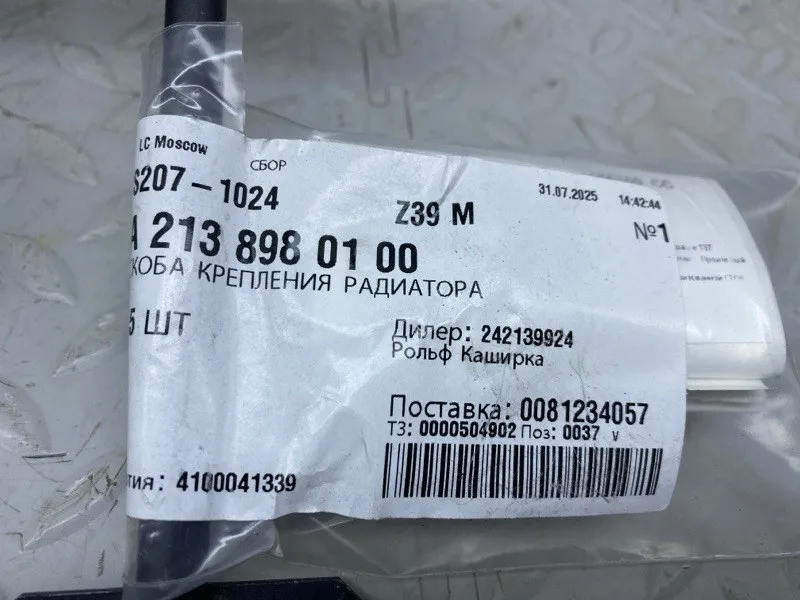 LC Moscow
СБОР
S207-1024
Z39 M
31.07.2025 14:42:44
№1
A 213 898 01 00
СКОБА КРЕПЛЕНИЯ РАДИАТОРА
5 ШТ
Дилер: 242139924
Рольф Каширка
Поставка: 0081234057
ТЗ: 0000504902 Поз: 0037 v
тия: 4100041339